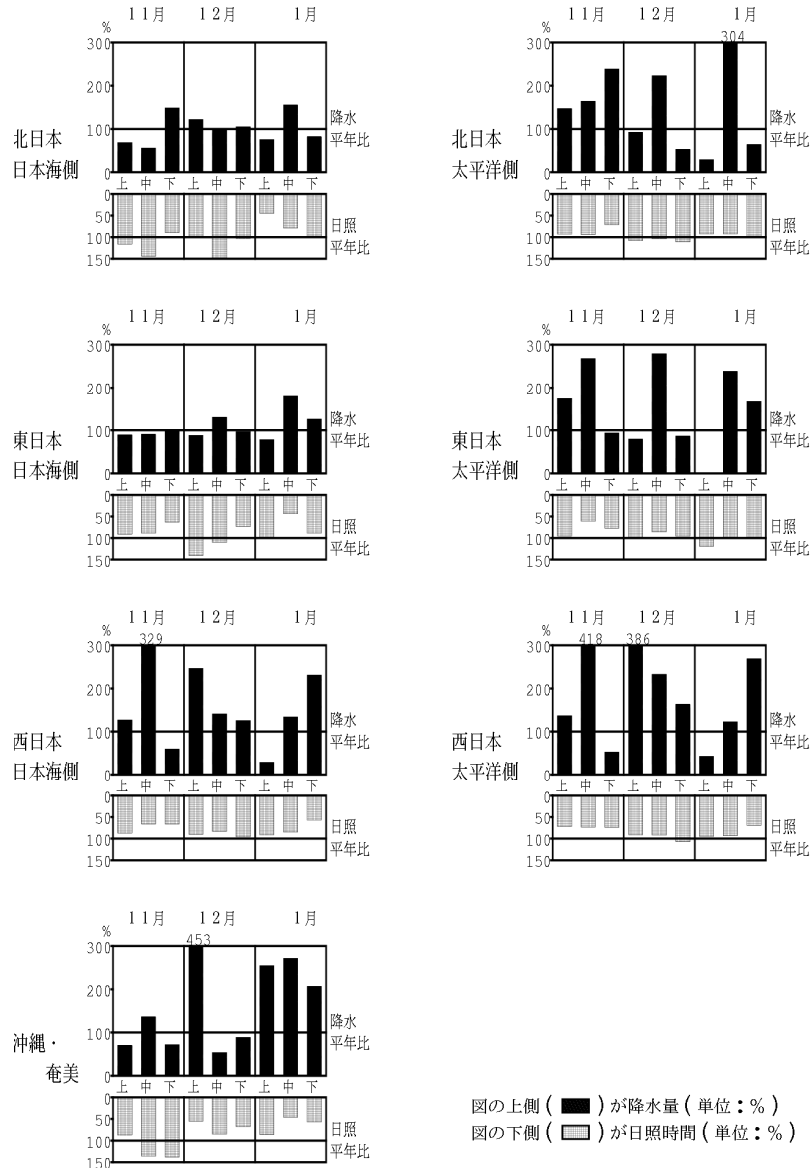 １１月 １２月 １月
%
300
200
100
0
降水
平年比
北日本
日本海側
上 中 下 上 中 下 上 中 下
0
50
100
150
日照
平年比
１１月 １２月 １月
%
304
300
200
100
0
降水
平年比
北日本
太平洋側
上 中 下 上 中 下 上 中 下
0
50
100
150
日照
平年比
１１月 １２月 １月
%
300
200
100
0
降水
平年比
東日本
日本海側
上 中 下 上 中 下 上 中 下
0
50
100
150
日照
平年比
１１月 １２月 １月
%
300
200
100
0
降水
平年比
東日本
太平洋側
上 中 下 上 中 下 上 中 下
0
50
100
150
日照
平年比
１１月 １２月 １月
%
329
300
200
100
0
降水
平年比
西日本
日本海側
上 中 下 上 中 下 上 中 下
0
50
100
150
日照
平年比
１１月 １２月 １月
%
418 386
300
200
100
0
降水
平年比
西日本
太平洋側
上 中 下 上 中 下 上 中 下
0
50
100
150
日照
平年比
１１月 １２月 １月
%
453
300
200
100
0
降水
平年比
沖縄・
奄美
上 中 下 上 中 下 上 中 下
0
50
100
150
日照
平年比
図の上側（ ）が降水量（単位：％）
図の下側（ ）が日照時間（単位：％）